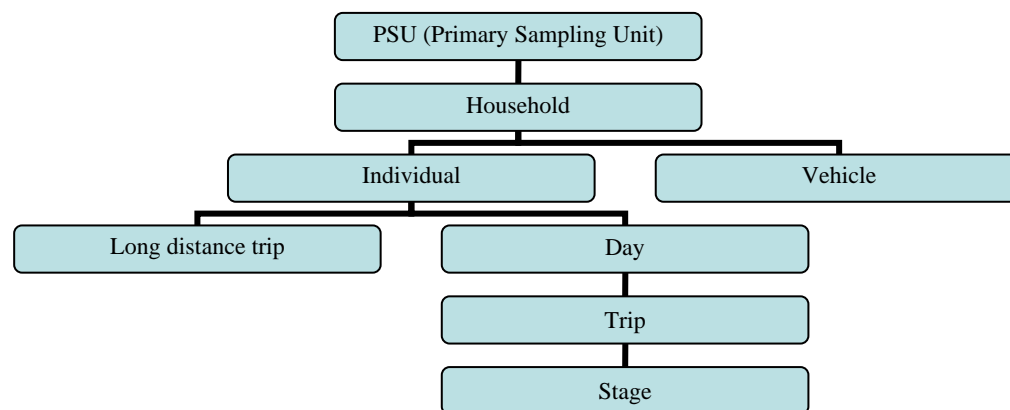 PSU (Primary Sampling Unit)
Household
Individual
Vehicle
Long distance trip
Day
Trip
Stage